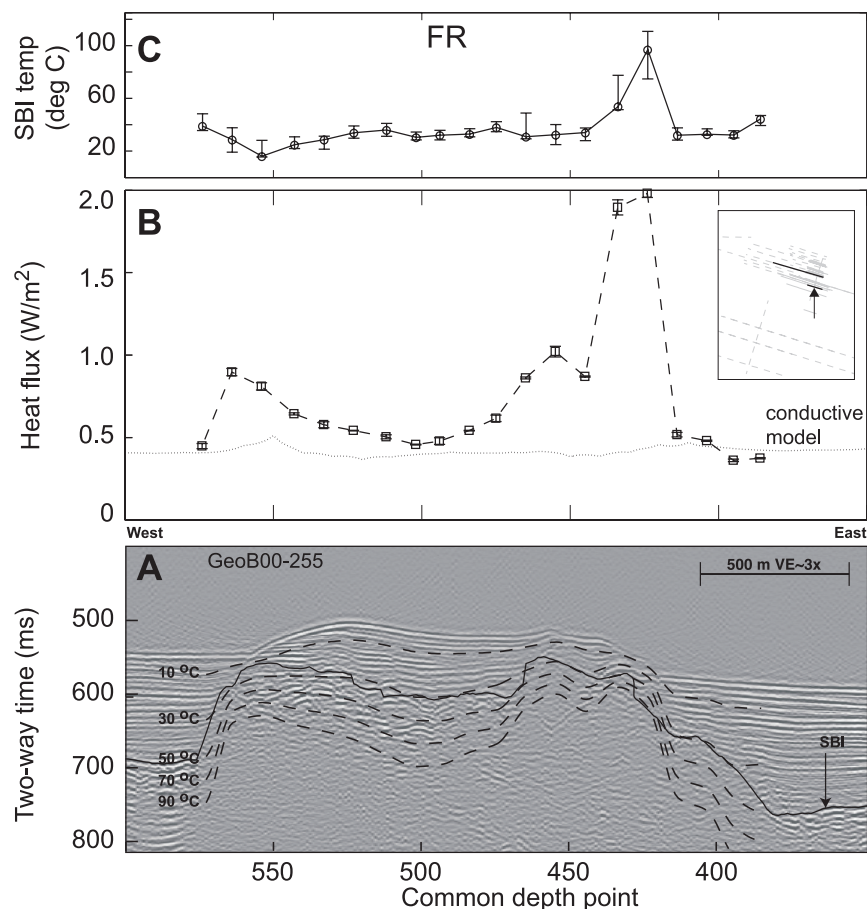 C
FR
SBI temp
(deg C)
100
60
20
B
Heat flux (W/m²)
2.0
1.5
1.0
0.5
0
conductive
model
West
East
A
GeoB00-255
500 m VE~3x
Two-way time (ms)
500
600
700
800
10 °C
30 °C
50 °C
70 °C
90 °C
SBI
550
500
450
400
Common depth point